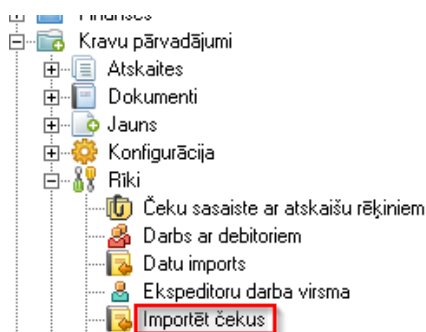 Finanses
Kravu pārvadājumi
Atskaites
Dokumenti
Jauns
Konfigurācija
Rīki
Čeku sasaiste ar atskaišu rēķiniem
Darbs ar debitoriem
Datu imports
Ekspeditoru darba virsma
Importēt čekus